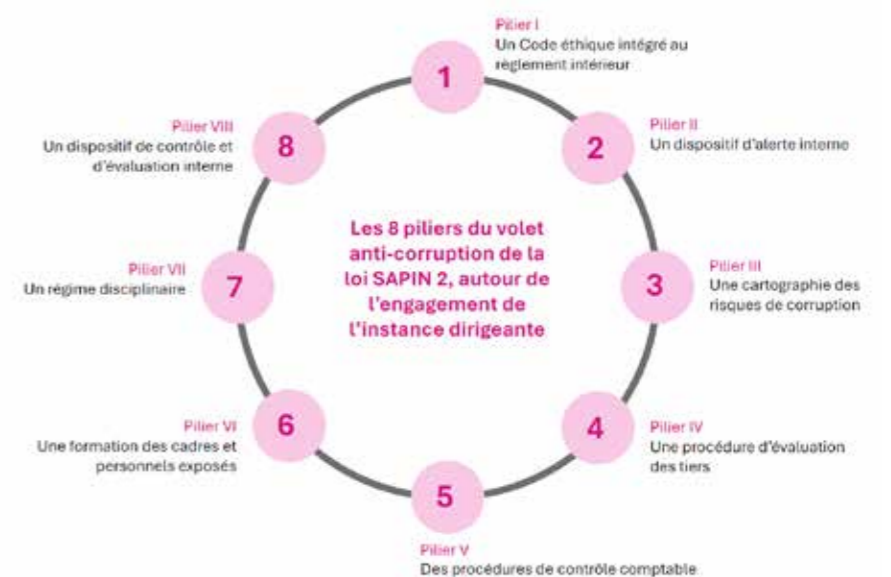 Pilier I
Un Code éthique intégré au
règlement intérieur
1
Pilier II
Un dispositif d'alerte interne
2
Pilier III
Une cartographie des
risques de corruption
3
Pilier IV
Une procédure d'évaluation
des tiers
4
5
Pilier V
Des procédures de contrôle comptable
Pilier VI
Une formation des cadres et
personnels exposés
6
Pilier VII
Un régime disciplinaire
7
Pilier VIII
Un dispositif de contrôle et
d'évaluation interne
8
Les 8 piliers du volet
anti-corruption de la
loi SAPIN 2, autour de
l'engagement de
l'instance dirigeante